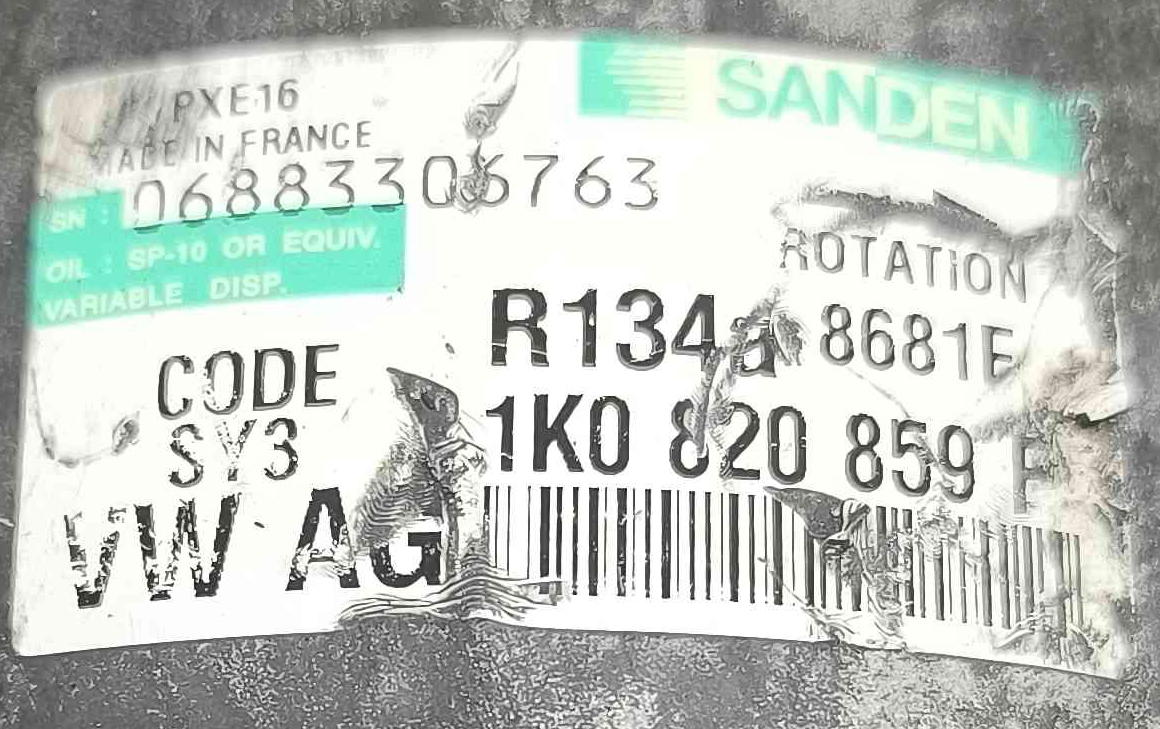 SANDEN
PXE16
MADE IN FRANCE
SN : 06883306763
OIL : SP-10 OR EQUIV.
VARIABLE DISP.
ROTATION
R134a 8681E
CODE
SY3
1K0 820 859
VW AG